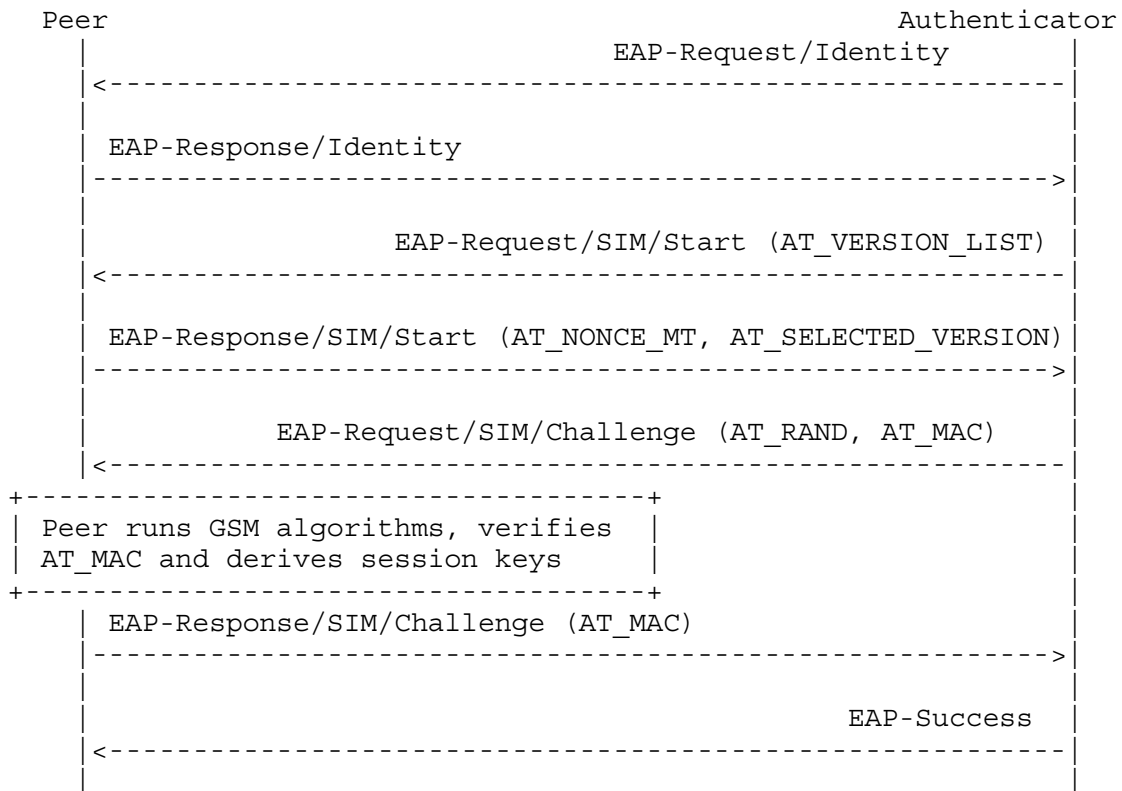 Peer Authenticator
EAP-Request/Identity
EAP-Response/Identity
EAP-Request/SIM/Start (AT_VERSION_LIST)
EAP-Response/SIM/Start (AT_NONCE_MT, AT_SELECTED_VERSION)
EAP-Request/SIM/Challenge (AT_RAND, AT_MAC)
Peer runs GSM algorithms, verifies
AT_MAC and derives session keys
EAP-Response/SIM/Challenge (AT_MAC)
EAP-Success